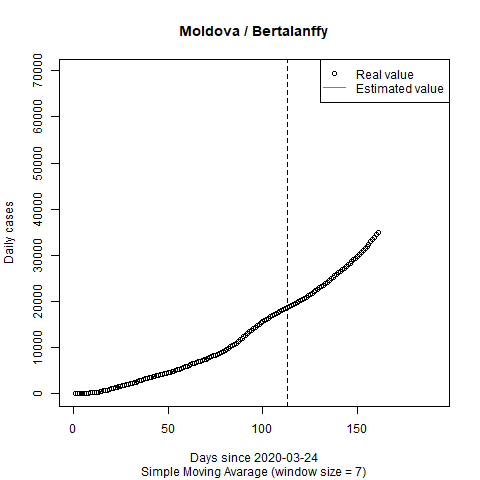 Moldova / Bertalanffy
Real value
Estimated value
Daily cases
70000
60000
50000
40000
30000
20000
10000
0
0 50 100 150
Days since 2020-03-24
Simple Moving Avarage (window size = 7)